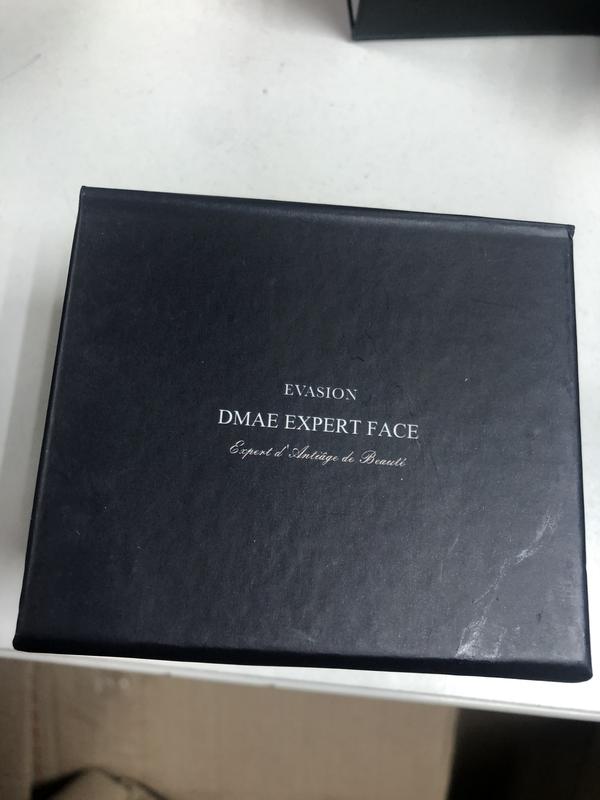 EVASION
DMAE EXPERT FACE
Expert d'Antiâge de Beauté